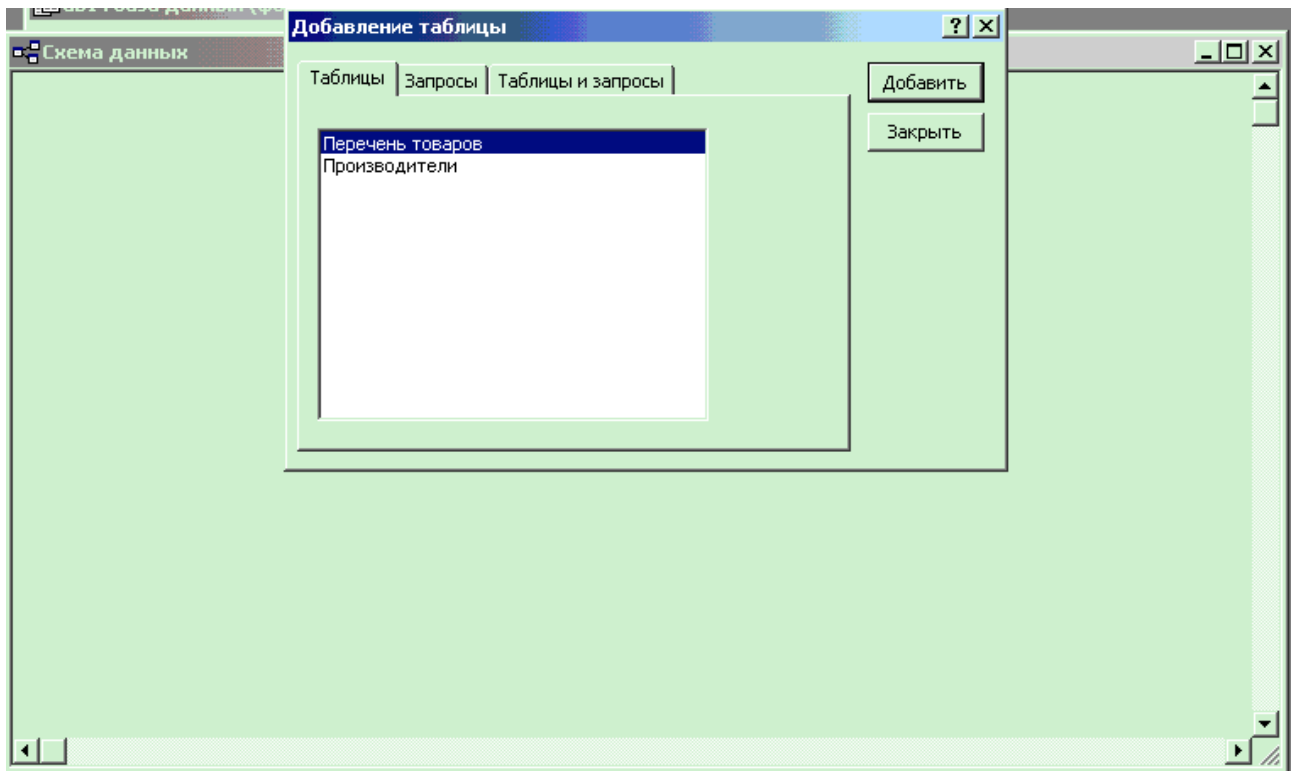 Добавление таблицы
Схема данных
Таблицы Запросы Таблицы и запросы
Добавить
Перечень товаров
Закрыть
Производители